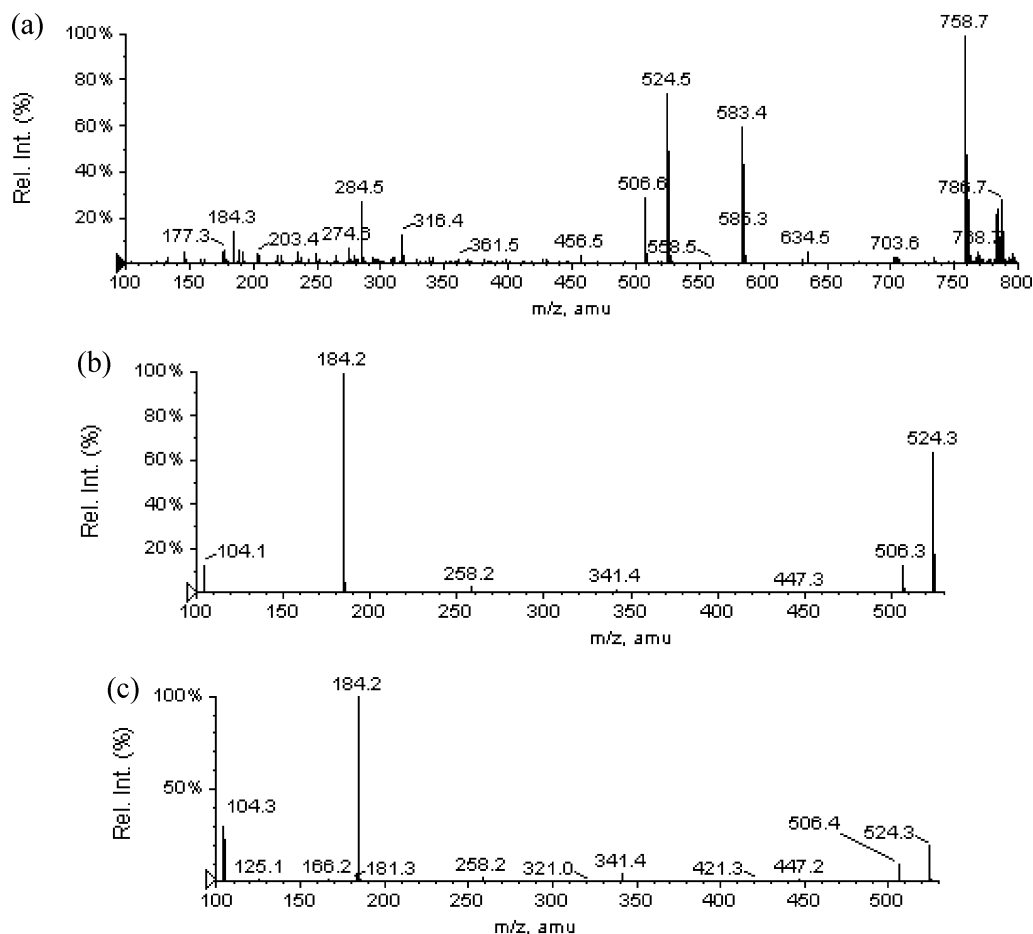 (a)
Rel. Int. (%)
100%
80%
60%
40%
20%
177.3 184.3 203.4 274.6 284.5 316.4 361.5 456.5 506.6 524.5 558.5 583.4 585.3 634.5 703.6 758.7 786.7
100 150 200 250 300 350 400 450 500 550 600 650 700 750 800
m/z, amu
(b)
Rel. Int. (%)
100%
80%
60%
40%
20%
104.1 184.2 258.2 341.4 447.3 506.3 524.3
100 150 200 250 300 350 400 450 500
m/z, amu
(c)
Rel. Int. (%)
100%
50%
104.3 125.1 166.2 184.2 181.3 258.2 321.0 341.4 421.3 447.2 506.4 524.3
100 150 200 250 300 350 400 450 500
m/z, amu